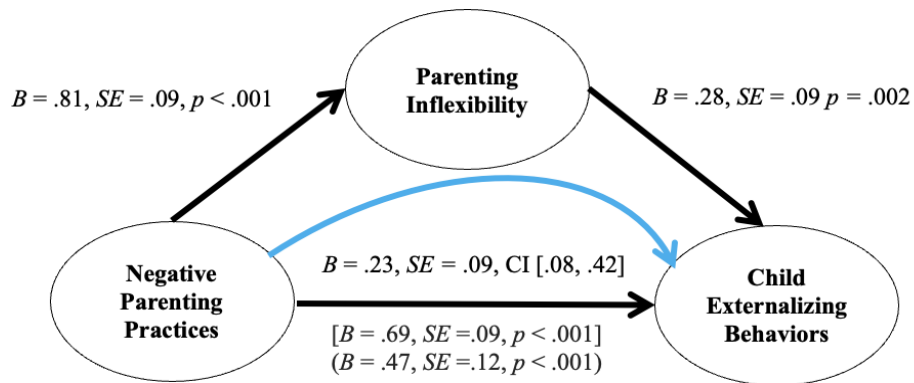 Parenting
Inflexibility
B = .81, SE = .09, p < .001
B = .28, SE = .09 p = .002
B = .23, SE = .09, CI [.08, .42]
Negative
Parenting
Practices
Child
Externalizing
Behaviors
[B = .69, SE =.09, p < .001]
(B = .47, SE =.12, p < .001)